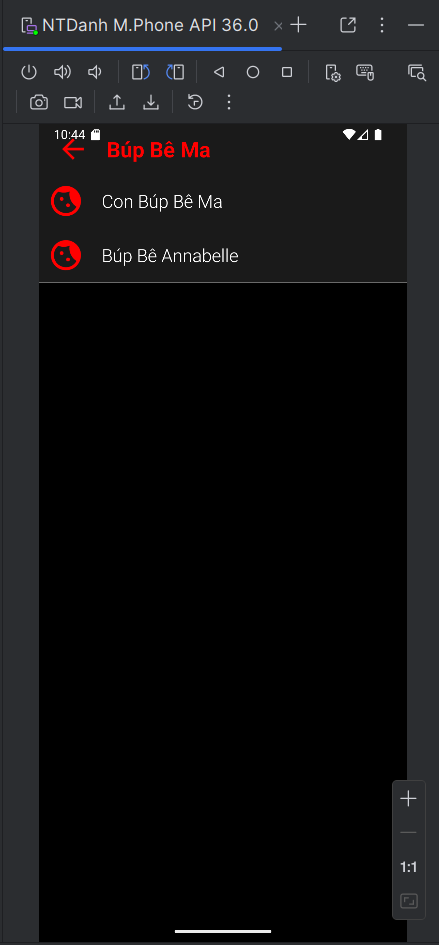 NTDanh M.Phone API 36.0
10:44
Búp Bê Ma
Con Búp Bê Ma
Búp Bê Annabelle
1:1